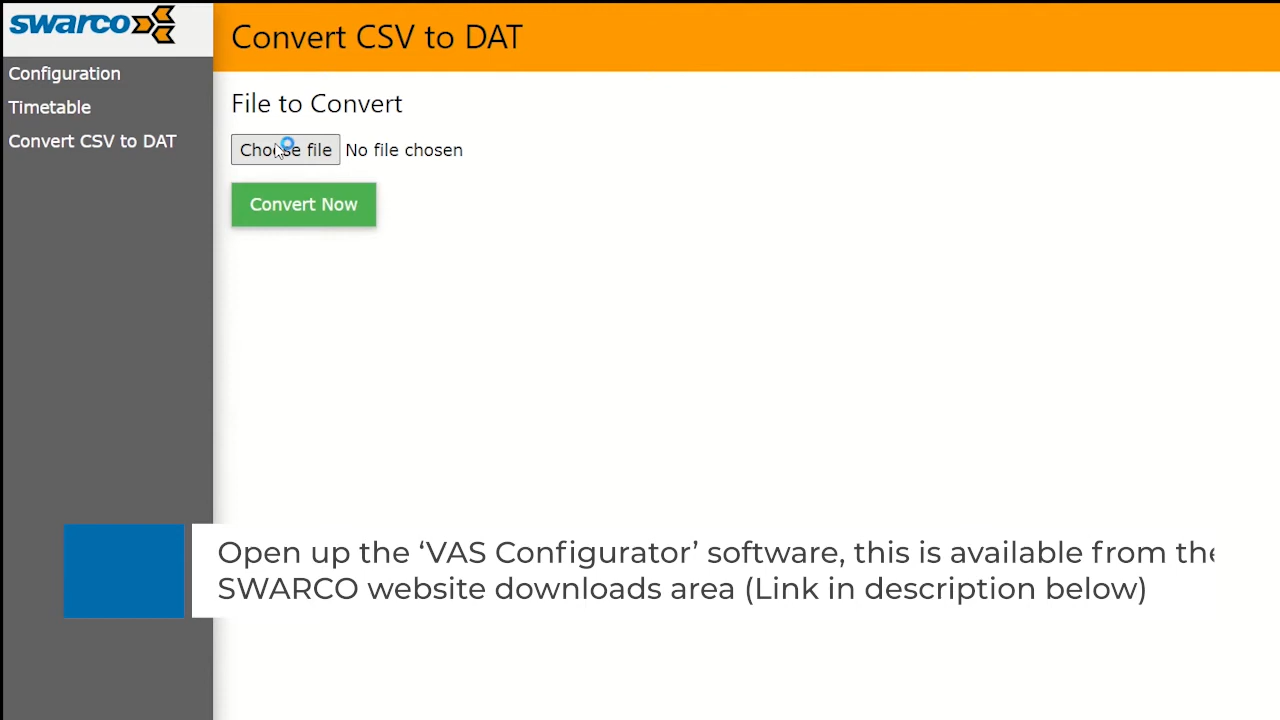 swarco
Convert CSV to DAT
Configuration
Timetable
Convert CSV to DAT
File to Convert
Choose file No file chosen
Convert Now
Open up the ‘VAS Configurator’ software, this is available from the
SWARCO website downloads area (Link in description below)